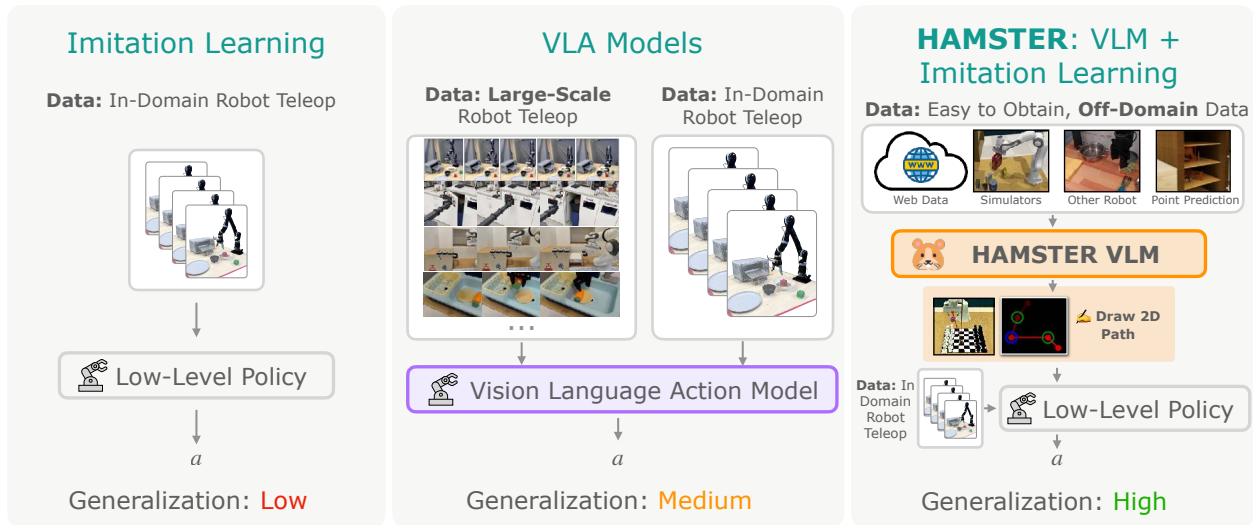 Imitation Learning
Data: In-Domain Robot Teleop
Low-Level Policy
a
Generalization: Low
VLA Models
Data: Large-Scale
Robot Teleop
Data: In-Domain
Robot Teleop
...
Vision Language Action Model
a
Generalization: Medium
HAMSTER: VLM +
Imitation Learning
Data: Easy to Obtain, Off-Domain Data
WWW
Web Data
Simulators
Other Robot
Point Prediction
HAMSTER VLM
Draw 2D
Path
Data: In
Domain
Robot
Teleop
Low-Level Policy
a
Generalization: High